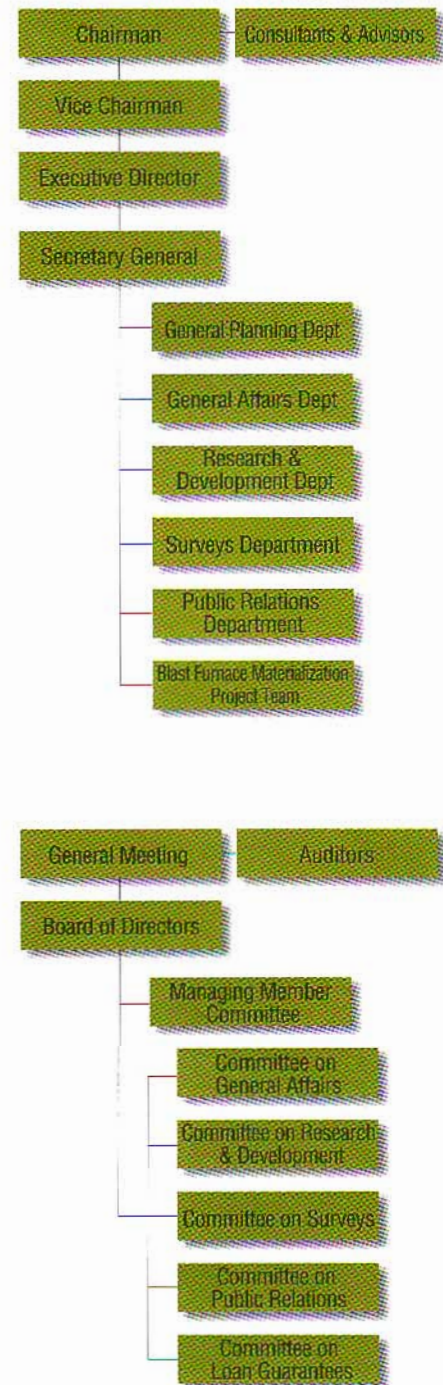 Chairman
Consultants & Advisors
Vice Chairman
Executive Director
Secretary General
General Planning Dept
General Affairs Dept
Research &
Development Dept
Surveys Department
Public Relations
Department
Blast Furnace Materialization
Project Team
General Meeting
Auditors
Board of Directors
Managing Member
Committee
Committee on
General Affairs
Committee on Research
& Development
Committee on Surveys
Committee on
Public Relations
Committee on
Loan Guarantees